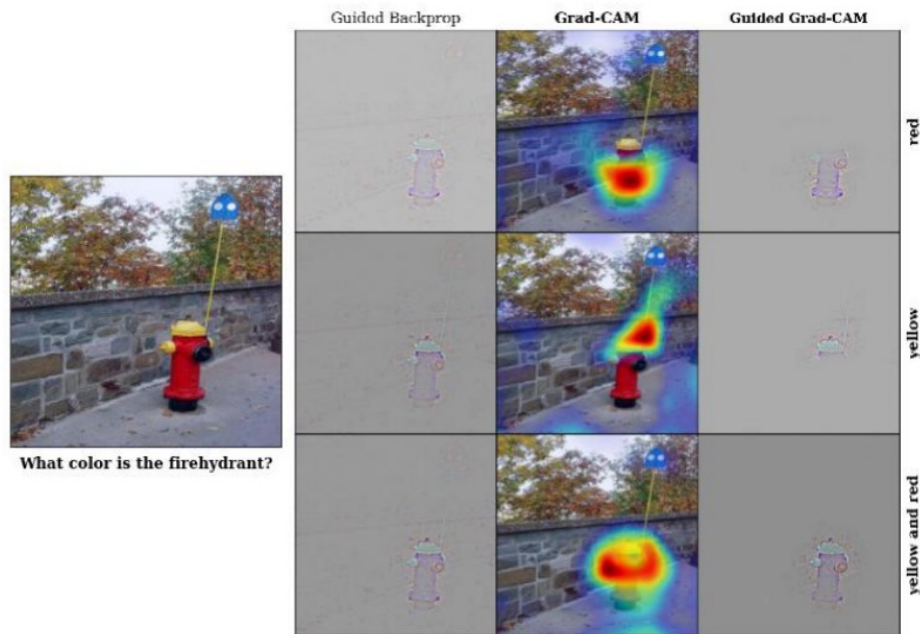 Guided Backprop
Grad-CAM
Guided Grad-CAM
red
What color is the firehydrant?
yellow
yellow and red